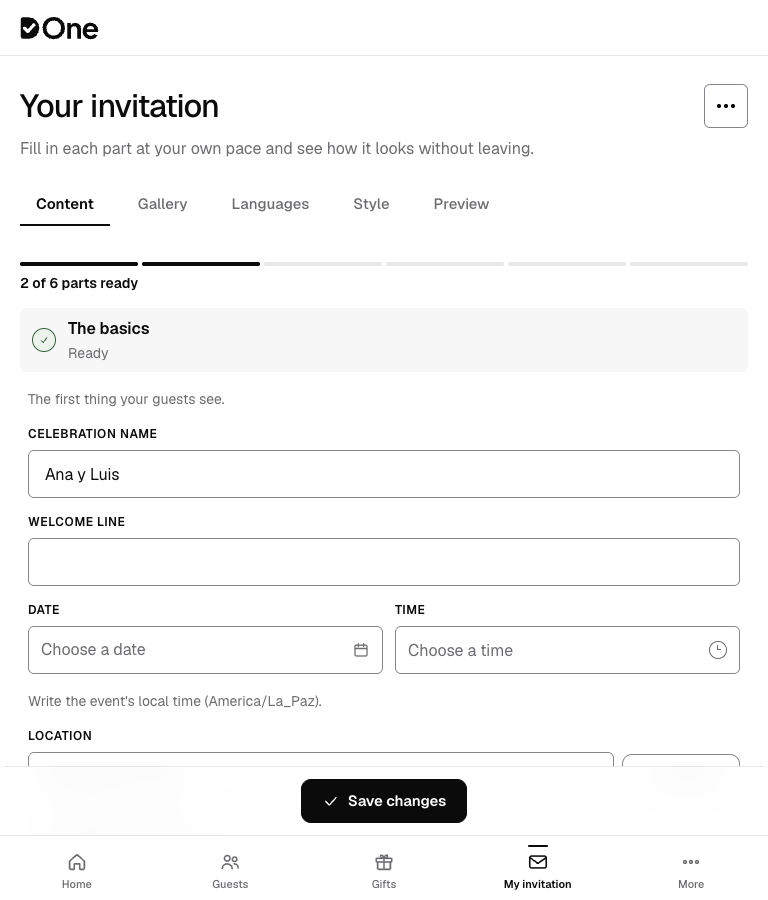 DOne
Your invitation
Fill in each part at your own pace and see how it looks without leaving.
Content Gallery Languages Style Preview
2 of 6 parts ready
The basics
Ready
The first thing your guests see.
CELEBRATION NAME
Ana y Luis
WELCOME LINE
DATE TIME
Choose a date Choose a time
Write the event's local time (America/La_Paz).
LOCATION
Save changes
Home Guests Gifts My invitation More